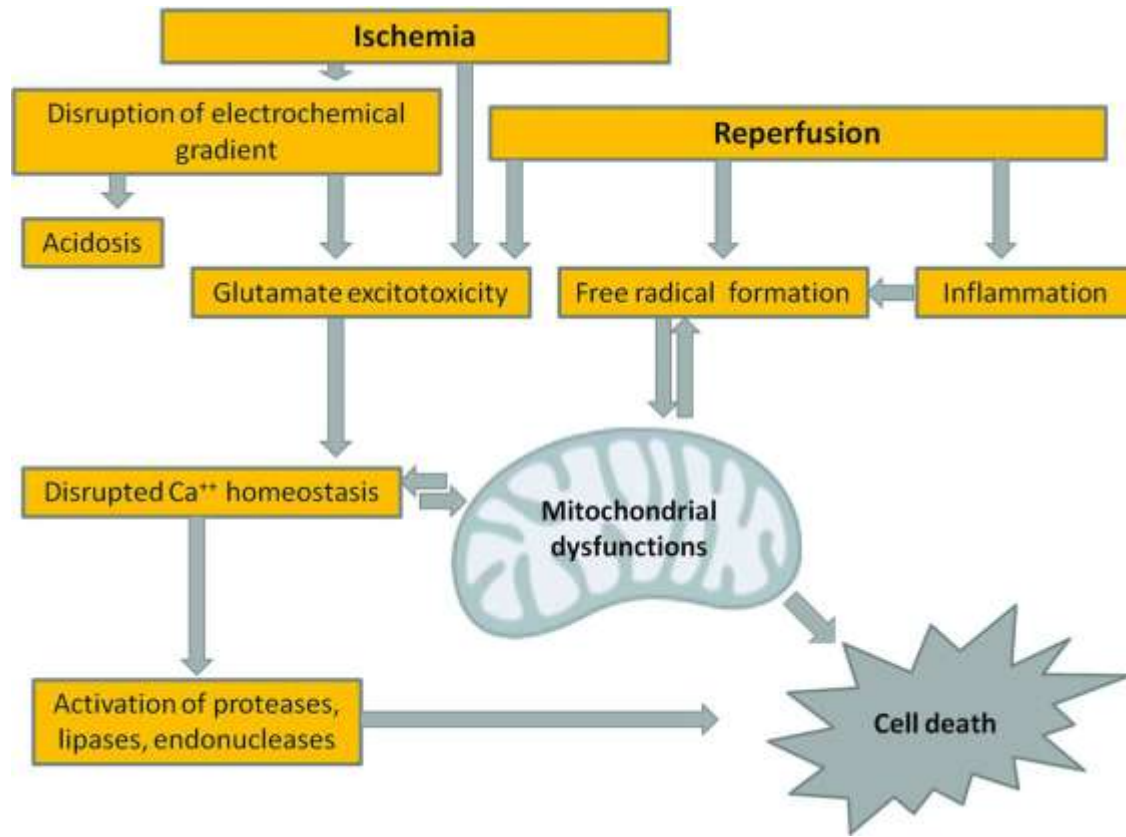 Ischemia
Disruption of electrochemical
gradient
Reperfusion
Acidosis
Glutamate excitotoxicity
Free radical  formation
Inflammation
Disrupted Ca⁺⁺ homeostasis
Mitochondrial
dysfunctions
Activation of proteases,
lipases, endonucleases
Cell death